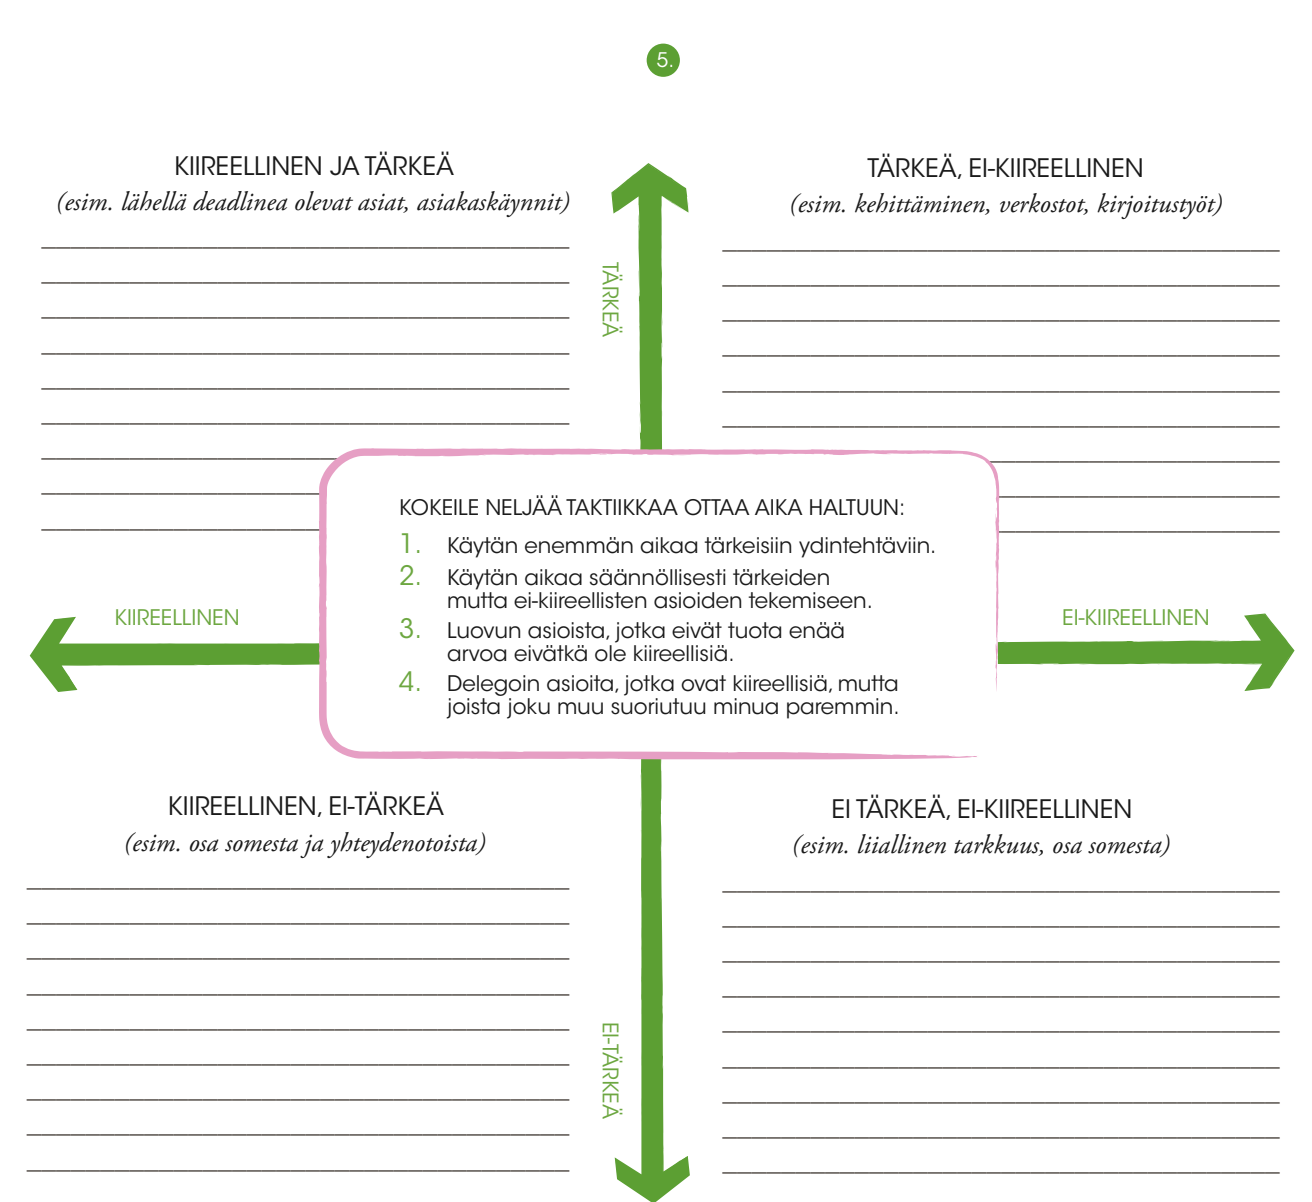 5.
KIIREELLINEN JA TÄRKEÄ
(esim. lähellä deadlinea olevat asiat, asiakaskäynnit)
TÄRKEÄ, EI-KIIREELLINEN
(esim. kehittäminen, verkostot, kirjoitustyöt)
TÄRKEÄ
KOKEILE NELJÄÄ TAKTIIKKAA OTTAA AIKA HALTUUN:
1. Käytän enemmän aikaa tärkeisiin ydintehtäviin.
2. Käytän aikaa säännöllisesti tärkeiden
mutta ei-kiireellisten asioiden tekemiseen.
3. Luovun asioista, jotka eivät tuota enää
arvoa eivätkä ole kiireellisiä.
4. Delegoin asioita, jotka ovat kiireellisiä, mutta
joista joku muu suoriutuu minua paremmin.
KIIREELLINEN
EI-KIIREELLINEN
KIIREELLINEN, EI-TÄRKEÄ
(esim. osa somesta ja yhteydenotoista)
EI TÄRKEÄ, EI-KIIREELLINEN
(esim. liiallinen tarkkuus, osa somesta)
EI-TÄRKEÄ